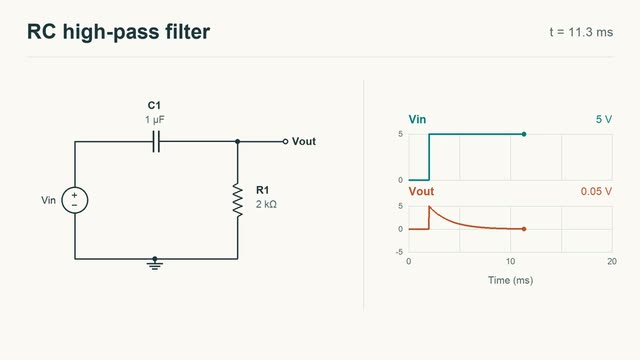 RC high-pass filter
t = 11.3 ms
C1
1 µF
Vout
Vin
+
−
R1
2 kΩ
Vin
5 V
5
0
Vout
0.05 V
5
0
-5
0
10
20
Time (ms)